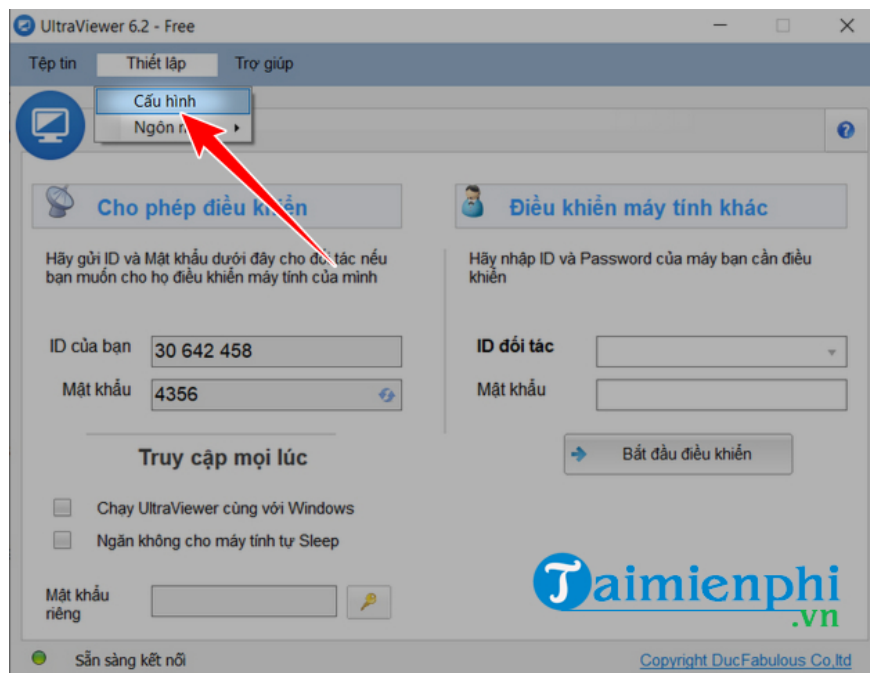 UltraViewer 6.2 - Free
Tệp tin Thiết lập Trợ giúp
Cấu hình
Ngôn
Cho phép điều khiển
Hãy gửi ID và Mật khẩu dưới đây cho đối tác nếu
bạn muốn cho họ điều khiển máy tính của mình
ID của bạn 30 642 458
Mật khẩu 4356
Truy cập mọi lúc
Chạy UltraViewer cùng với Windows
Ngăn không cho máy tính tự Sleep
Mật khẩu
riêng
Điều khiển máy tính khác
Hãy nhập ID và Password của máy bạn cần điều
khiển
ID đối tác
Mật khẩu
Bắt đầu điều khiển
Taimienphi
.vn
Sẵn sàng kết nối
Copyright DucFabulous Co,ltd